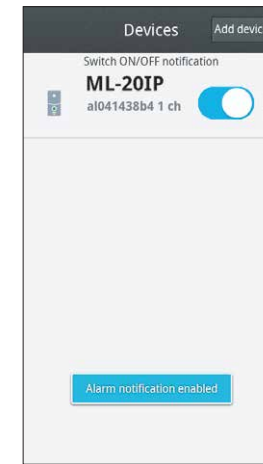 Devices
Add devic
Switch ON/OFF notification
ML-20IP
al041438b4 1 ch
Alarm notification enabled